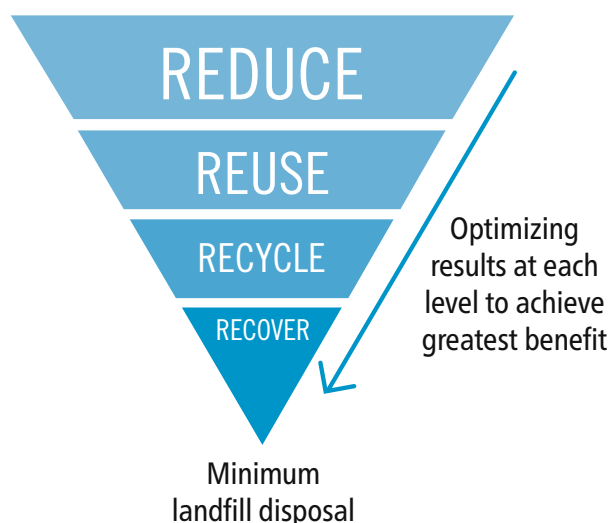 REDUCE
REUSE
RECYCLE
RECOVER
Optimizing
results at each
level to achieve
greatest benefit
Minimum
landfill disposal